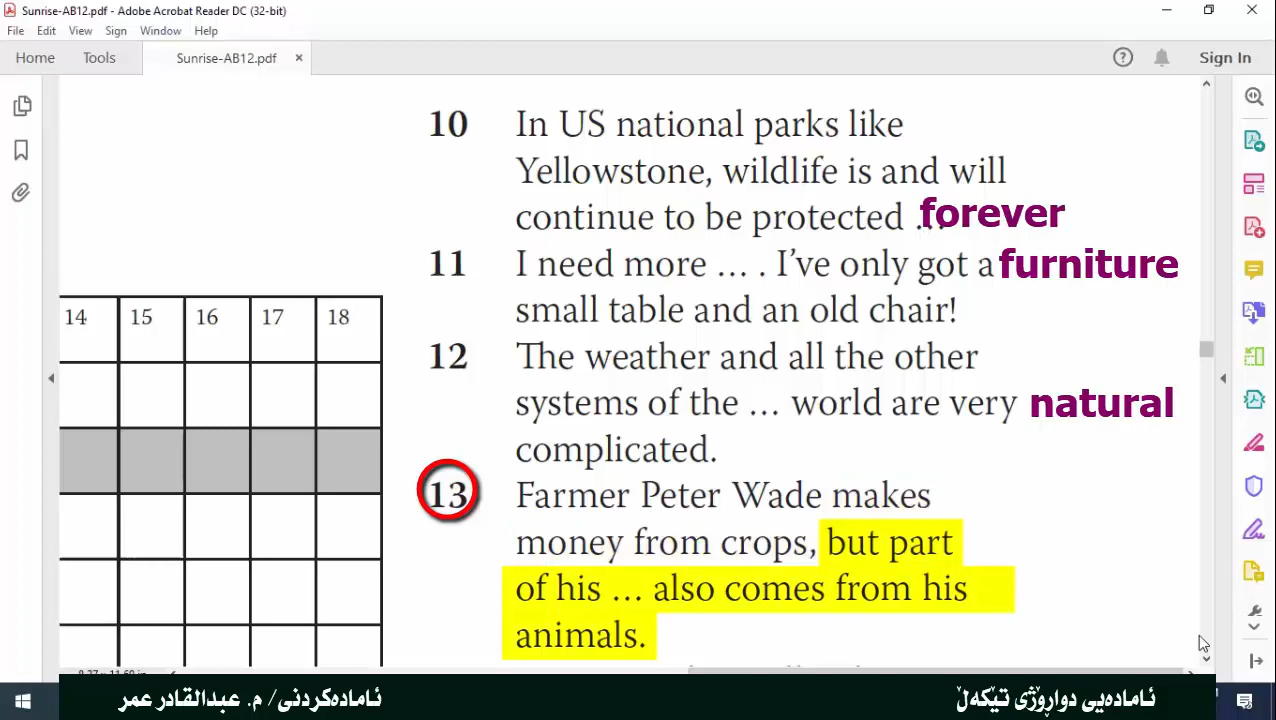 Sunrise-AB12.pdf - Adobe Acrobat Reader DC (32-bit)
File Edit View Sign Window Help
Home Tools Sunrise-AB12.pdf × Sign In
10 In US national parks like
Yellowstone, wildlife is and will
continue to be protected ... forever
11 I need more ... . I've only got a furniture
small table and an old chair!
12 The weather and all the other
systems of the ... world are very natural
complicated.
13 Farmer Peter Wade makes
money from crops, but part
of his ... also comes from his
animals.
14 15 16 17 18
ئامادەیی دواڕۆژی تێکەڵ
ئامادەکردنی/ م. عبدالقادر عمر